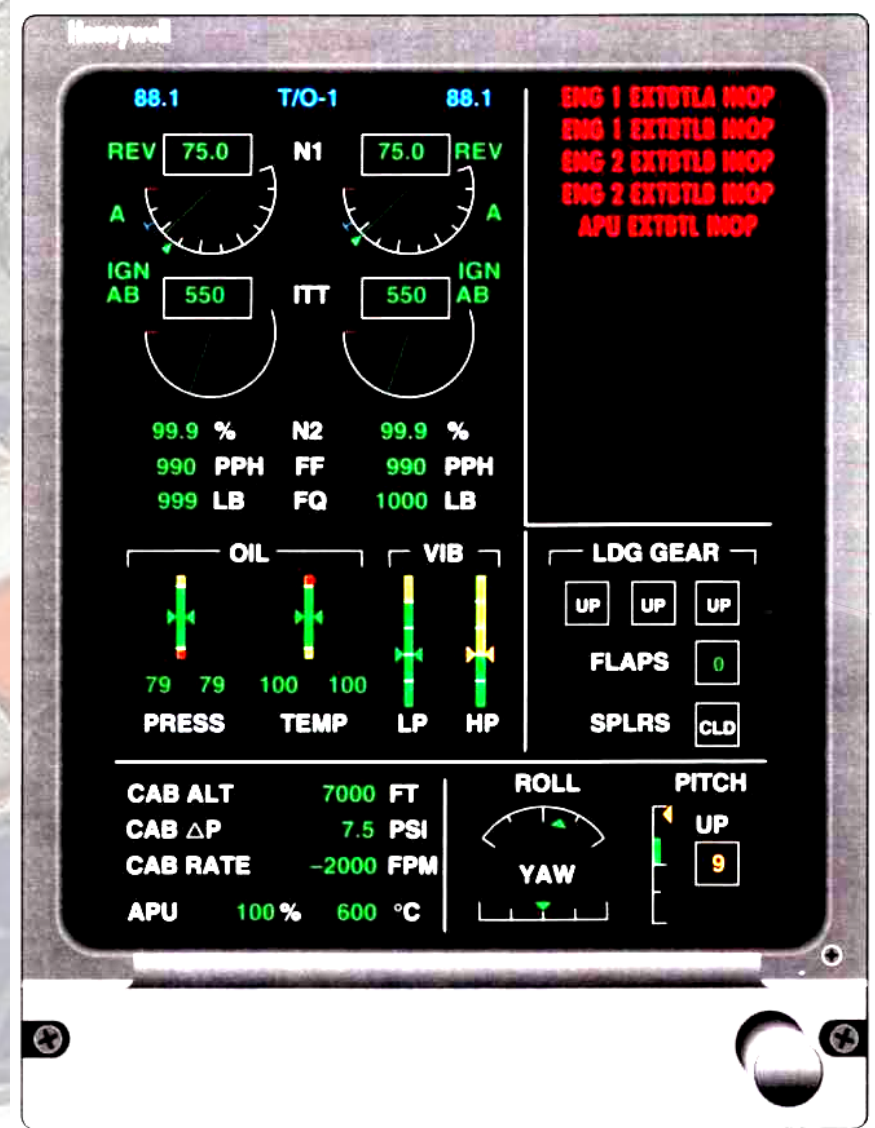 Honeywell
88.1 T/O-1 88.1
REV 75.0 N1 75.0 REV
A A
IGN IGN
AB 550 ITT 550 AB
99.9 % N2 99.9 %
990 PPH FF 990 PPH
999 LB FQ 1000 LB
ENG 1 EXTBTLA INOP
ENG 1 EXTBTLB INOP
ENG 2 EXTBTLB INOP
ENG 2 EXTBTLB INOP
APU EXTBTL INOP
OIL VIB
79 79 100 100
PRESS TEMP LP HP
LDG GEAR
UP UP UP
FLAPS 0
SPLRS CLD
CAB ALT 7000 FT
CAB △P 7.5 PSI
CAB RATE -2000 FPM
APU 100 % 600 °C
ROLL PITCH
UP
9
YAW